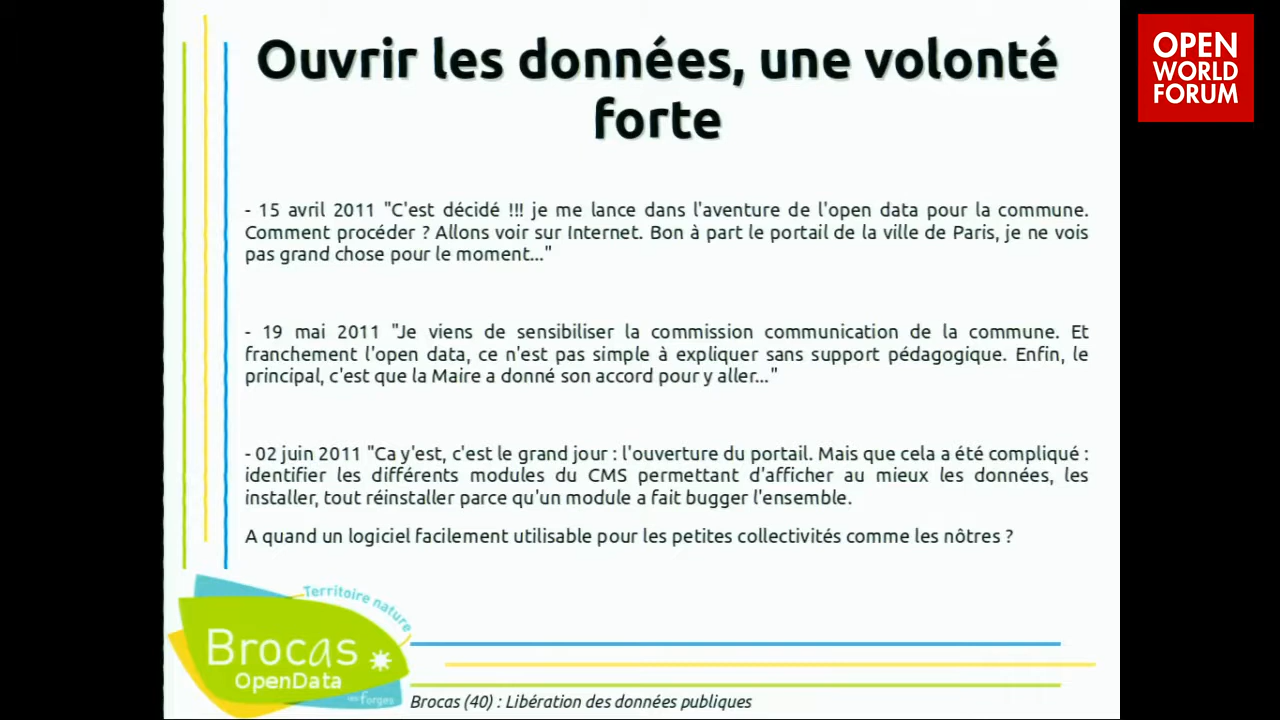 Ouvrir les données, une volonté
forte
OPEN
WORLD
FORUM
- 15 avril 2011 "C'est décidé !!! je me lance dans l'aventure de l'open data pour la commune.
Comment procéder ? Allons voir sur Internet. Bon à part le portail de la ville de Paris, je ne vois
pas grand chose pour le moment..."
- 19 mai 2011 "Je viens de sensibiliser la commission communication de la commune. Et
franchement l'open data, ce n'est pas simple à expliquer sans support pédagogique. Enfin, le
principal, c'est que la Maire a donné son accord pour y aller..."
- 02 juin 2011 "Ca y'est, c'est le grand jour : l'ouverture du portail. Mais que cela a été compliqué :
identifier les différents modules du CMS permettant d'afficher au mieux les données, les
installer, tout réinstaller parce qu'un module a fait bugger l'ensemble.
A quand un logiciel facilement utilisable pour les petites collectivités comme les nôtres ?
Territoire nature
Brocas
OpenData
les forges
Brocas (40) : Libération des données publiques